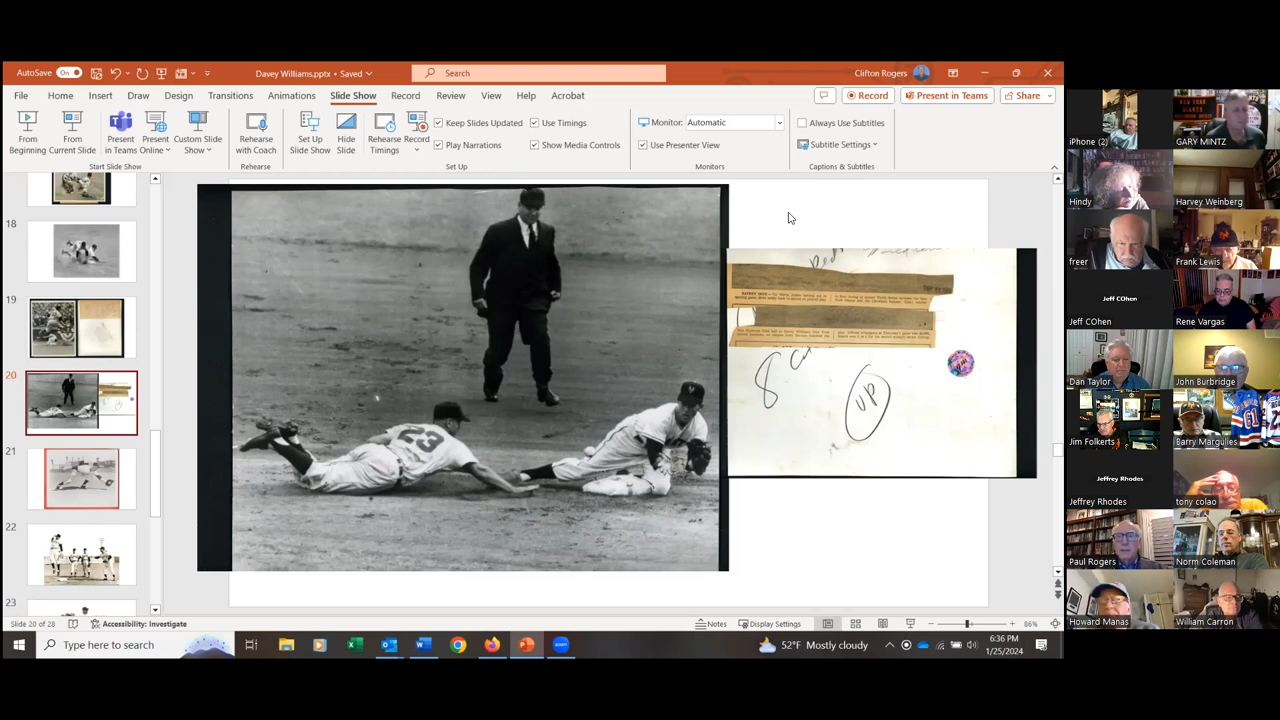 AutoSave On
Davey Williams.pptx • Saved
Search
Clifton Rogers
File Home Insert Draw Design Transitions Animations Slide Show Record Review View Help Acrobat
Record Present in Teams Share
From Beginning
From Current Slide
Present in Teams
Present Online
Custom Slide Show
Rehearse with Coach
Set Up Slide Show
Hide Slide
Rehearse Timings
Record
Keep Slides Updated
Play Narrations
Use Timings
Show Media Controls
Monitor: Automatic
Use Presenter View
Always Use Subtitles
Subtitle Settings
Start Slide Show
Rehearse
Set Up
Monitors
Captions & Subtitles
18
19
20
21
22
23
23
8
UP
iPhone (2)
GARY MINTZ
Hindy
Harvey Weinberg
freer
Frank Lewis
Jeff COhen
Jeff COhen
Rene Vargas
Dan Taylor
John Burbridge
Jim Folkerts
Barry Margulies
Jeffrey Rhodes
Jeffrey Rhodes
tony colao
Paul Rogers
Norm Coleman
Howard Manas
William Carron
Slide 20 of 28
Accessibility: Investigate
Notes
Display Settings
86%
Type here to search
52°F Mostly cloudy
6:36 PM
1/25/2024